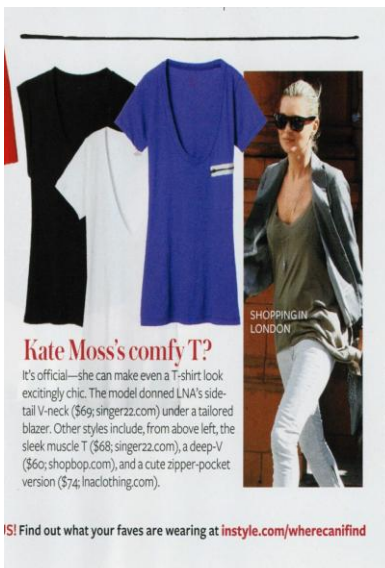 SHOPPING IN
LONDON
Kate Moss's comfy T?
It's official—she can make even a T-shirt look
excitingly chic. The model donned LNA's side-
tail V-neck ($69; singer22.com) under a tailored
blazer. Other styles include, from above left, the
sleek muscle T ($68; singer22.com), a deep-V
($60; shopbop.com), and a cute zipper-pocket
version ($74; lnaclothing.com).
US! Find out what your faves are wearing at instyle.com/wherecanifind